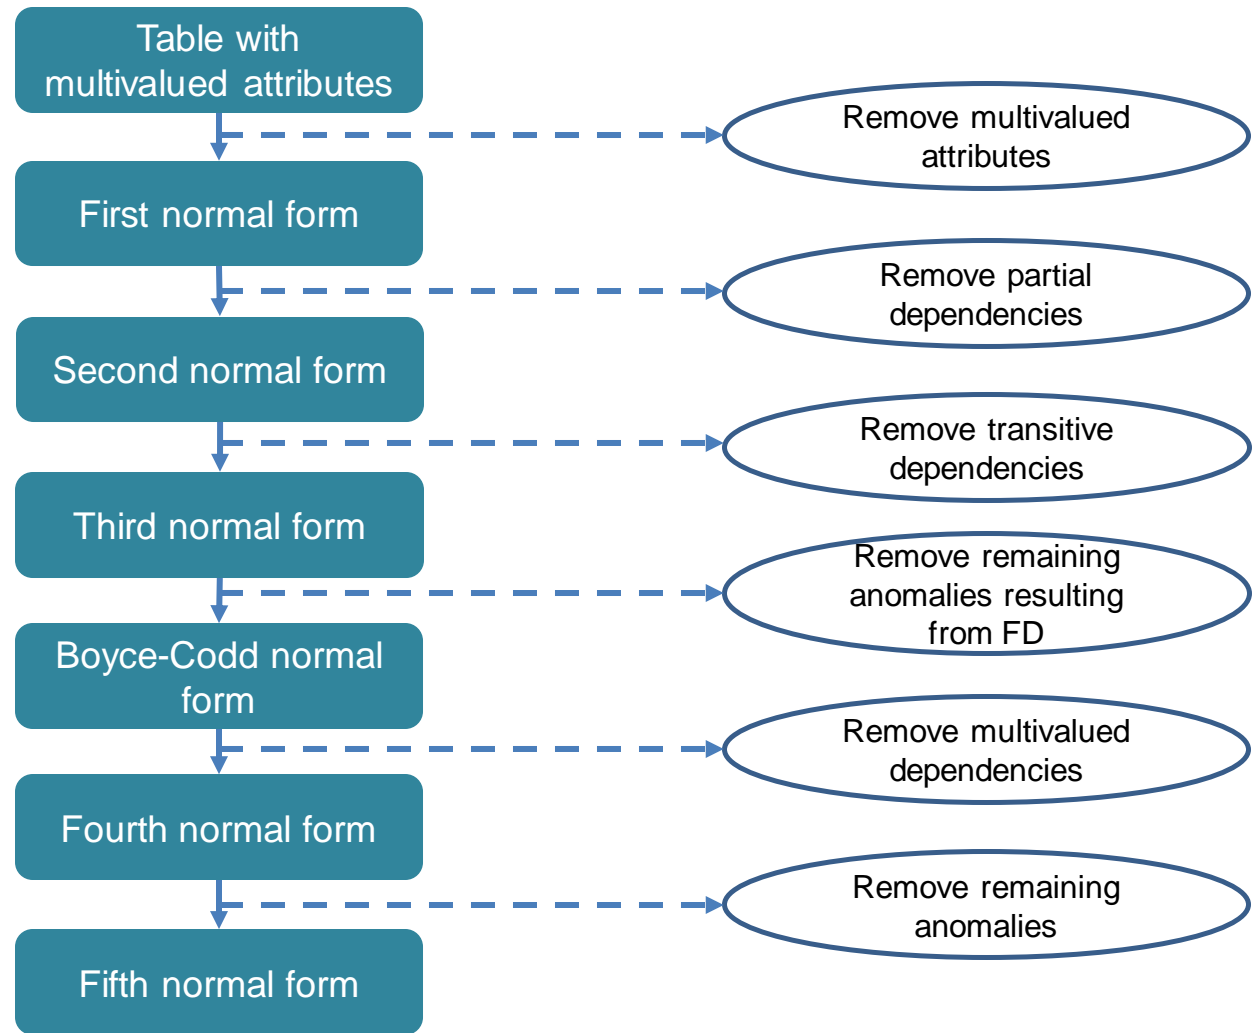 Table with
multivalued attributes
Remove multivalued
attributes
First normal form
Remove partial
dependencies
Second normal form
Remove transitive
dependencies
Third normal form
Remove remaining
anomalies resulting
from FD
Boyce-Codd normal
form
Remove multivalued
dependencies
Fourth normal form
Remove remaining
anomalies
Fifth normal form